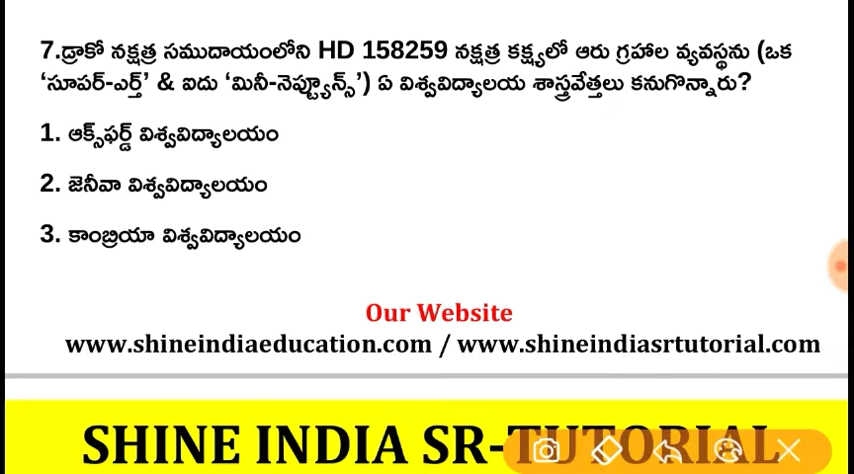 7.డ్రాకో నక్షత్ర సముదాయంలోని HD 158259 నక్షత్ర కక్ష్యలో ఆరు గ్రహాల వ్యవస్థను (ఒక
‘సూపర్-ఎర్త్’ & ఐదు ‘మినీ-నెప్ట్యూన్స్’) ఏ విశ్వవిద్యాలయ శాస్త్రవేత్తలు కనుగొన్నారు?
1. ఆక్స్‌ఫర్డ్ విశ్వవిద్యాలయం
2. జెనీవా విశ్వవిద్యాలయం
3. కాంబ్రియా విశ్వవిద్యాలయం
Our Website
www.shineindiaeducation.com / www.shineindiasrtutorial.com
SHINE INDIA SR-TUTORIAL